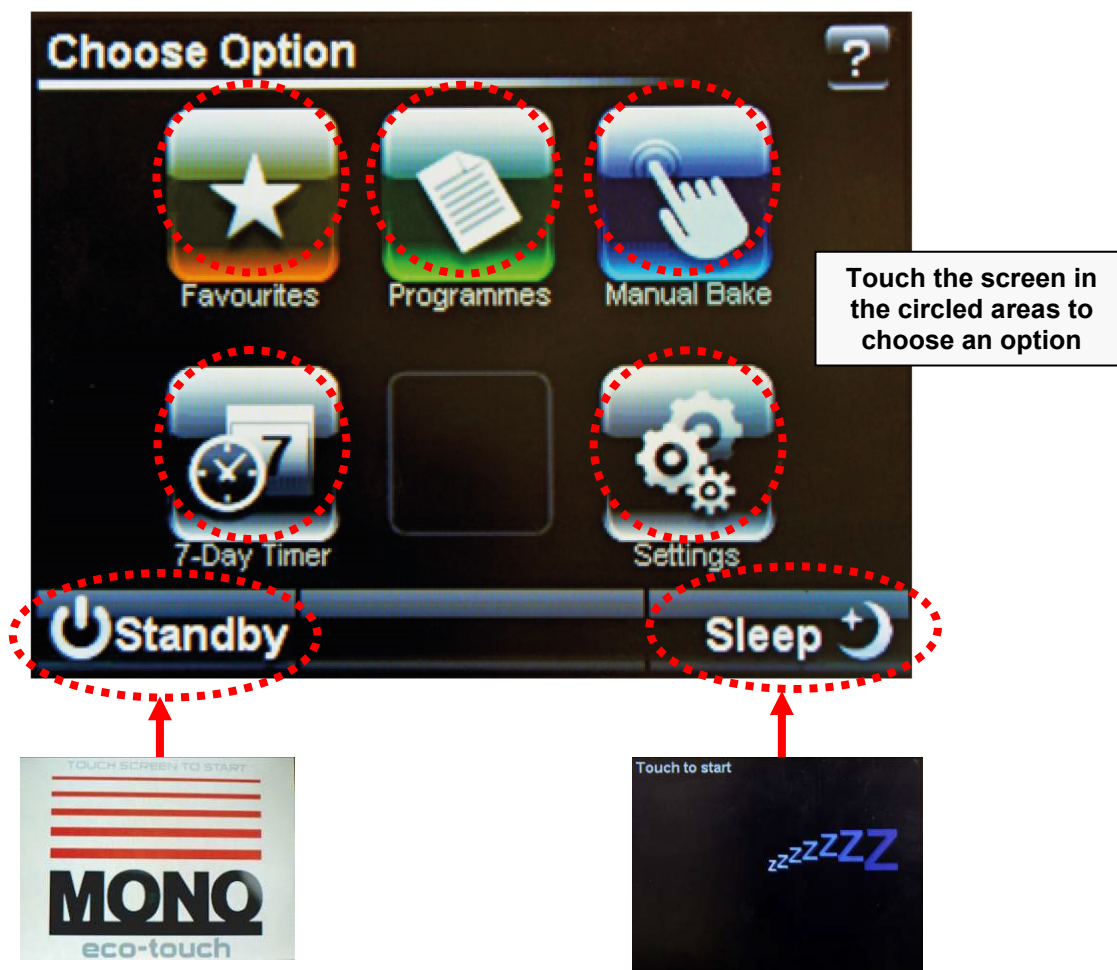 Choose Option
?
Favourites
Programmes
Manual Bake
Touch the screen in
the circled areas to
choose an option
7
7-Day Timer
Settings
Standby
Sleep
TOUCH SCREEN TO START
MONO
eco-touch
Touch to start
zzzzzZZ